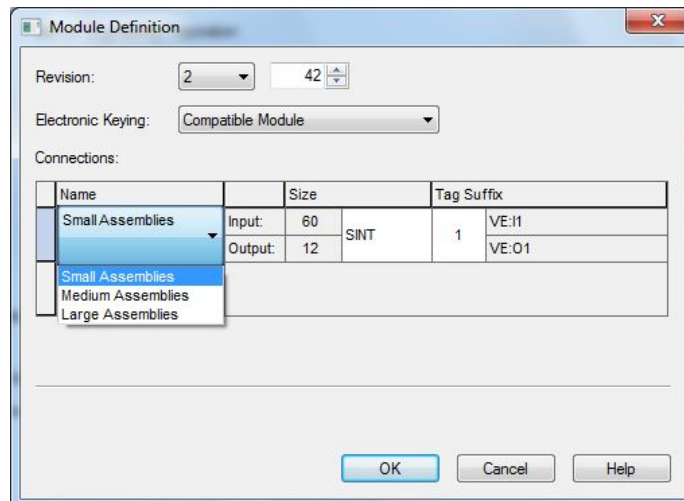 Module Definition
Revision: 2 42
Electronic Keying: Compatible Module
Connections:
Name Size Tag Suffix
Small Assemblies Input: 60 SINT 1 VE:I1
Output: 12 VE:O1
Small Assemblies
Medium Assemblies
Large Assemblies
OK Cancel Help